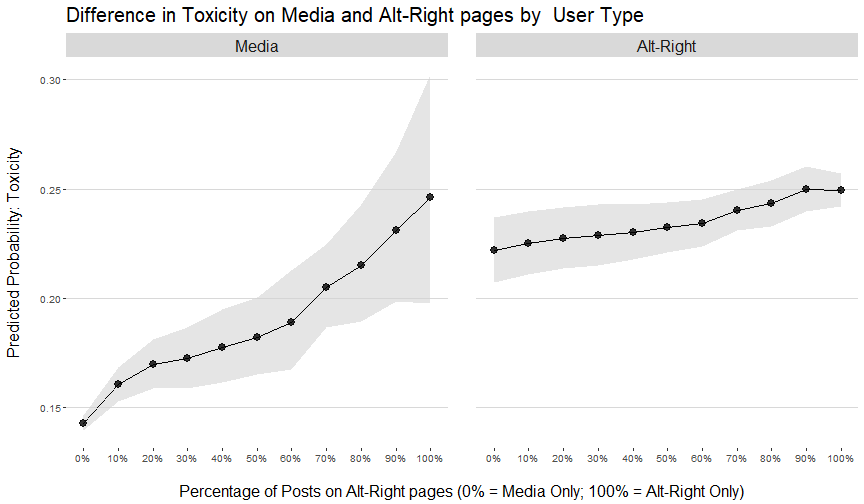 Difference in Toxicity on Media and Alt-Right pages by  User Type
Media
Alt-Right
Predicted Probability: Toxicity
0.30
0.25
0.20
0.15
0% 10% 20% 30% 40% 50% 60% 70% 80% 90% 100%
0% 10% 20% 30% 40% 50% 60% 70% 80% 90% 100%
Percentage of Posts on Alt-Right pages (0% = Media Only; 100% = Alt-Right Only)